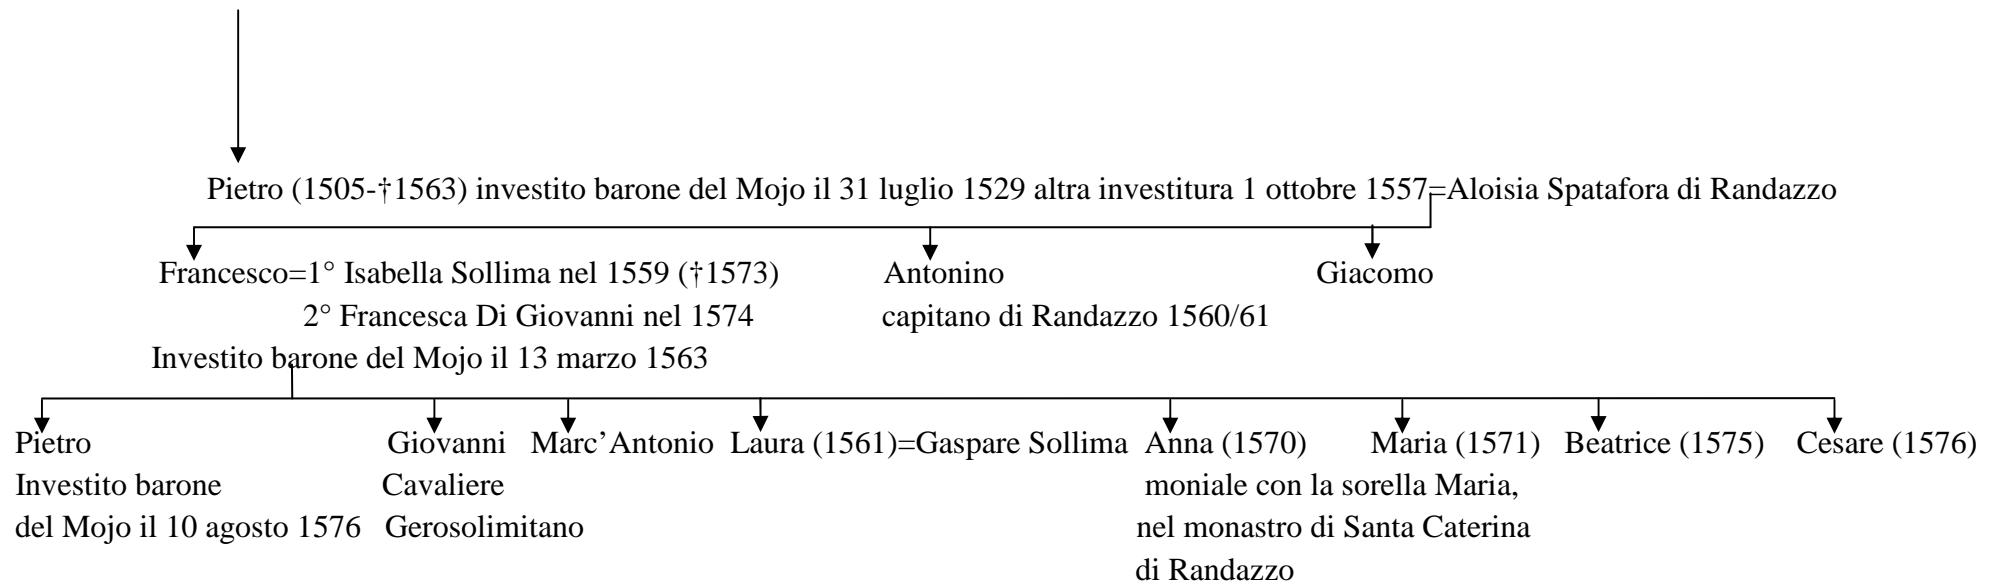 Pietro (1505-†1563) investito barone del Mojo il 31 luglio 1529 altra investitura 1 ottobre 1557=Aloisia Spatafora di Randazzo
Francesco=1° Isabella Sollima nel 1559 (†1573) Antonino Giacomo
2° Francesca Di Giovanni nel 1574 capitano di Randazzo 1560/61
Investito barone del Mojo il 13 marzo 1563
Pietro Giovanni Marc’Antonio Laura (1561)=Gaspare Sollima Anna (1570) Maria (1571) Beatrice (1575) Cesare (1576)
Investito barone Cavaliere moniale con la sorella Maria,
del Mojo il 10 agosto 1576 Gerosolimitano nel monastro di Santa Caterina
di Randazzo